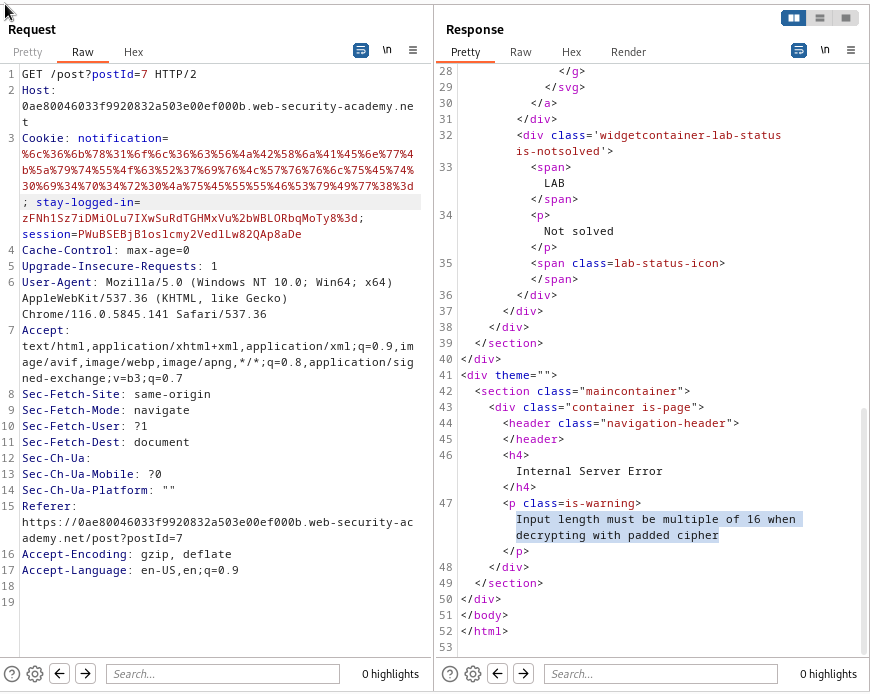 Request
Pretty Raw Hex \n
1 GET /post?postId=7 HTTP/2
2 Host:
0ae80046033f9920832a503e00ef000b.web-security-academy.ne
t
3 Cookie: notification=
%6c%36%6b%78%31%6f%6c%36%63%56%4a%42%58%6a%41%45%6e%77%4
b%5a%79%74%55%4f%63%52%37%69%76%4c%57%76%76%6c%75%45%74%
30%69%34%70%34%72%30%4a%75%45%55%55%46%53%79%49%77%38%3d
; stay-logged-in=
zFNh1Sz7iDMiOLu7IXwSuRdTGHMxVu%2bWBLORbqMoTy8%3d;
session=PWuBSEBjB1oslcmy2VedlLw82QAp8aDe
4 Cache-Control: max-age=0
5 Upgrade-Insecure-Requests: 1
6 User-Agent: Mozilla/5.0 (Windows NT 10.0; Win64; x64)
AppleWebKit/537.36 (KHTML, like Gecko)
Chrome/116.0.5845.141 Safari/537.36
7 Accept:
text/html,application/xhtml+xml,application/xml;q=0.9,im
age/avif,image/webp,image/apng,*/*;q=0.8,application/sig
ned-exchange;v=b3;q=0.7
8 Sec-Fetch-Site: same-origin
9 Sec-Fetch-Mode: navigate
10 Sec-Fetch-User: ?1
11 Sec-Fetch-Dest: document
12 Sec-Ch-Ua:
13 Sec-Ch-Ua-Mobile: ?0
14 Sec-Ch-Ua-Platform: ""
15 Referer:
https://0ae80046033f9920832a503e00ef000b.web-security-ac
ademy.net/post?postId=7
16 Accept-Encoding: gzip, deflate
17 Accept-Language: en-US,en;q=0.9
18
19
Search...
0 highlights
Response
Pretty Raw Hex Render \n
28 </g>
29 </svg>
30 </a>
31 </div>
32 <div class='widgetcontainer-lab-status
is-notsolved'>
33 <span>
LAB
</span>
34 <p>
Not solved
</p>
35 <span class=lab-status-icon>
</span>
36 </div>
37 </div>
38 </div>
39 </section>
40 </div>
41 <div theme="">
42 <section class="maincontainer">
43 <div class="container is-page">
44 <header class="navigation-header">
45 </header>
46 <h4>
Internal Server Error
</h4>
47 <p class=is-warning>
Input length must be multiple of 16 when
decrypting with padded cipher
</p>
48 </div>
49 </section>
50 </div>
51 </body>
52 </html>
53
Search...
0 highlights